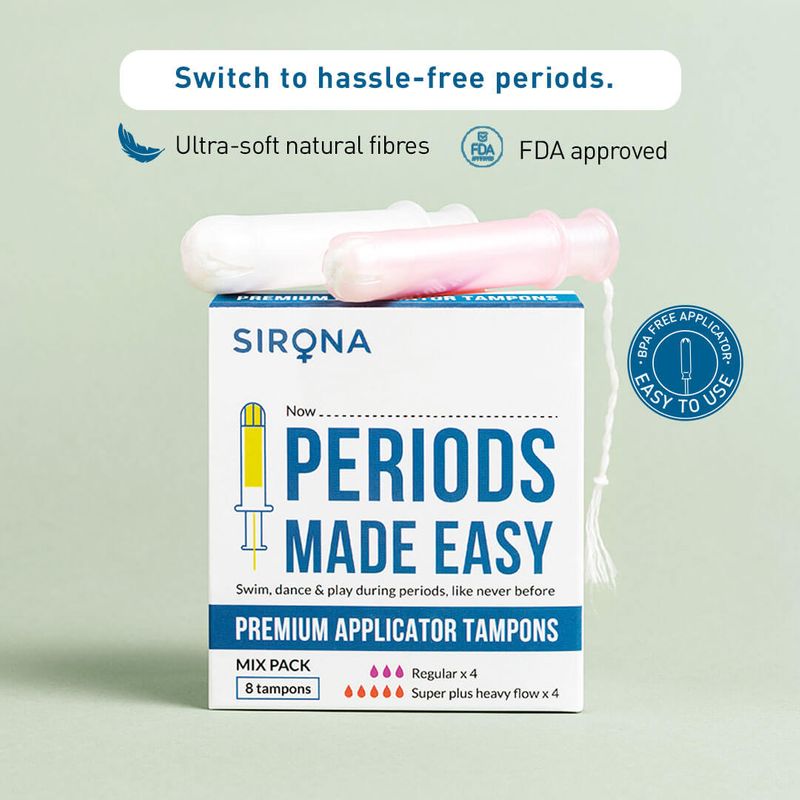 Switch to hassle-free periods.
Ultra-soft natural fibres
FDA
APPROVED
FDA approved
PREMIUM APPLICATOR TAMPONS
SIRONA
BPA FREE APPLICATOR
EASY TO USE
Now
PERIODS
MADE EASY
Swim, dance & play during periods, like never before
PREMIUM APPLICATOR TAMPONS
MIX PACK
8 tampons
Regular x 4
Super plus heavy flow x 4